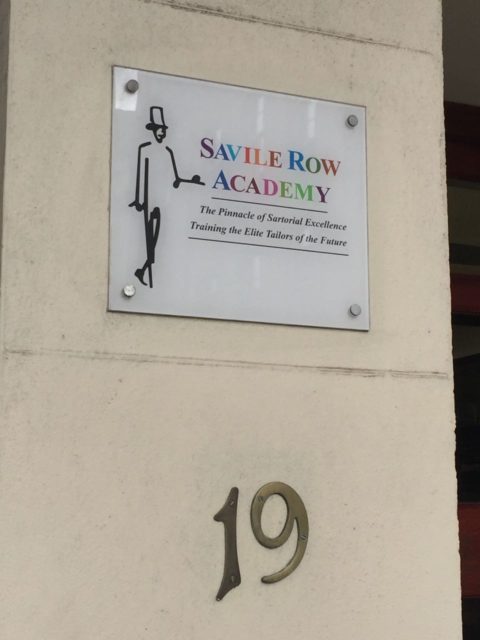 SAVILE ROW
ACADEMY
The Pinnacle of Sartorial Excellence
Training the Elite Tailors of the Future
19